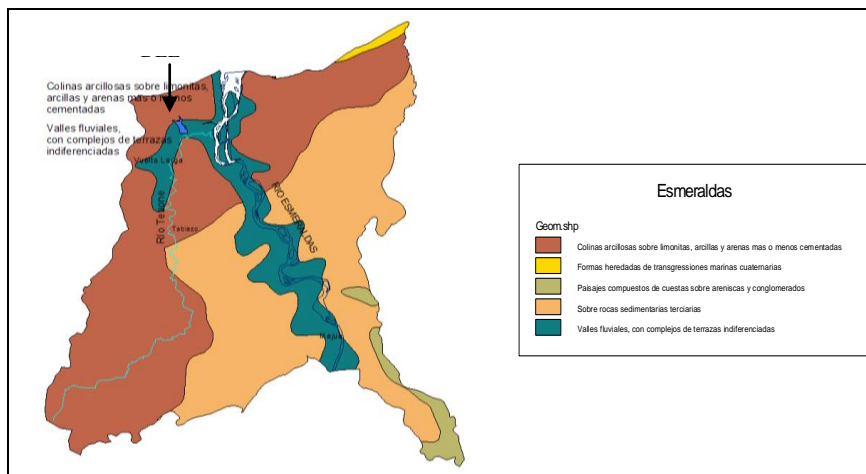 Colinas arcillosas sobre limonitas,
arcillas y arenas mas o menos
cementadas
Valles fluviales,
con complejos de terrazas
indiferenciadas
Vuelta Larga
Río Teaone
Tabiazo
RIO ESMERALDAS
Majua
Esmeraldas
Geom.shp
Colinas arcillosas sobre limonitas, arcillas y arenas mas o menos cementadas
Formas heredadas de transgressiones marinas cuaternarias
Paisajes compuestos de cuestas sobre areniscas y conglomerados
Sobre rocas sedimentarias terciarias
Valles fluviales, con complejos de terrazas indiferenciadas